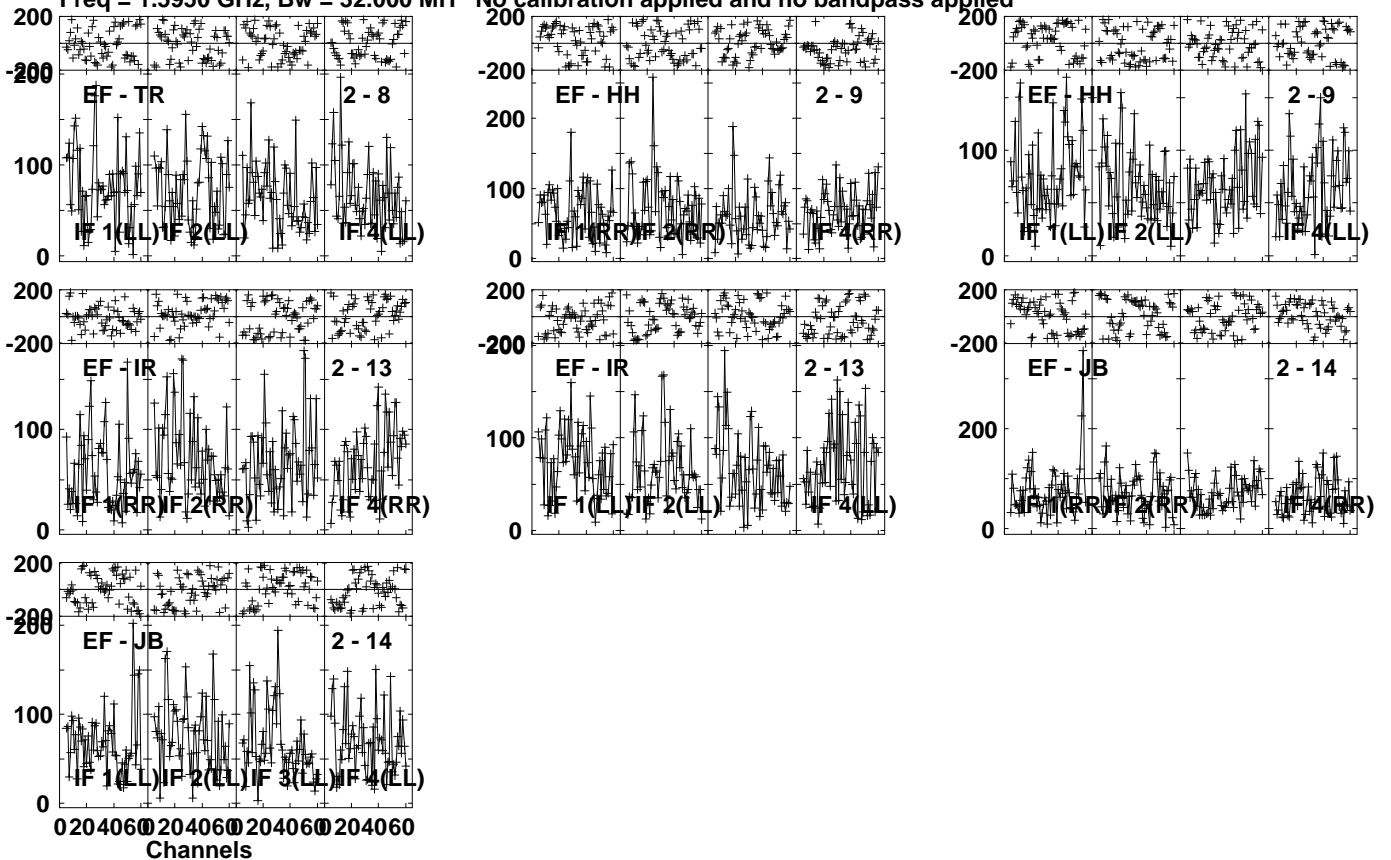 Freq = 1.5950 GHz, Bw = 32.000 MH No calibration applied and no bandpass applied
200 200 200
-200 -200 -200
200
EF - TR 2 - 8 EF - HH 2 - 9 EF - HH 2 - 9
200
100 100 100
IF 1(LL) IF 2(LL) IF 4(LL) IF 1(RR) IF 2(RR) IF 4(RR) IF 1(LL) IF 2(LL) IF 4(LL)
0 0 0
200 200 200
-200 -200 -200
200
EF - IR 2 - 13 EF - IR 2 - 13 EF - JB 2 - 14
100 100 200
IF 1(RR) IF 2(RR) IF 4(RR) IF 1(LL) IF 2(LL) IF 4(LL) IF 1(RR) IF 2(RR) IF 4(RR)
0 0 0
200
-200
200
EF - JB 2 - 14
100
IF 1(LL) IF 2(LL) IF 3(LL) IF 4(LL)
0
0 20 40 60 0 20 40 60 0 20 40 60 0 20 40 60
Channels